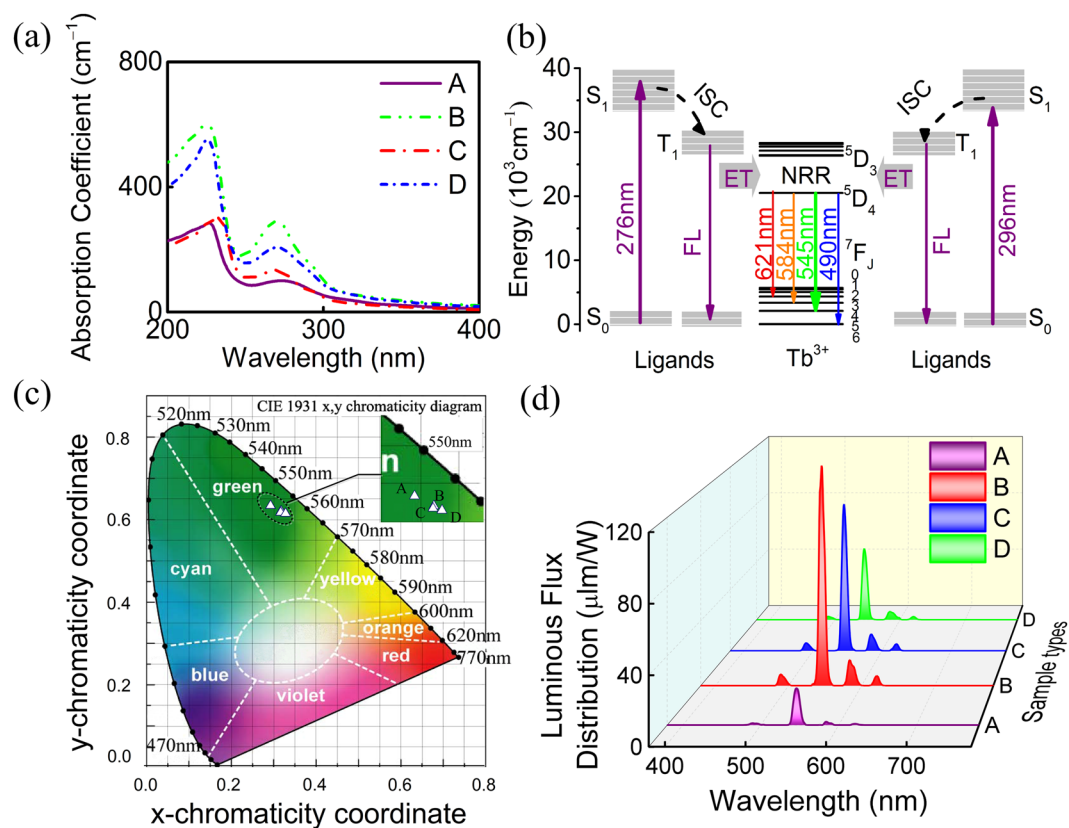 (a)
Absorption Coefficient (cm⁻¹)
800
400
0
200
300
400
Wavelength (nm)
A
B
C
D
(b)
Energy (10³cm⁻¹)
40
30
20
10
0
S₁
ISC
T₁
276nm
FL
S₀
ET
NRR
⁵D₃
⁵D₄
621nm
584nm
545nm
490nm
⁷F_J
0
1
2
3
4
5
6
ISC
S₁
T₁
ET
FL
296nm
S₀
Ligands
Tb³⁺
Ligands
(c)
CIE 1931 x,y chromaticity diagram
y-chromaticity coordinate
0.8
0.6
0.4
0.2
0.0
0.0
0.2
0.4
0.6
0.8
x-chromaticity coordinate
520nm
530nm
540nm
550nm
560nm
570nm
580nm
590nm
600nm
620nm
770nm
470nm
green
cyan
yellow
orange
red
blue
violet
550nm
n
A
B
C
D
(d)
Luminous Flux
Distribution (μlm/W)
120
80
40
0
400
500
600
700
Wavelength (nm)
A
B
C
D
D
C
B
A
Sample types